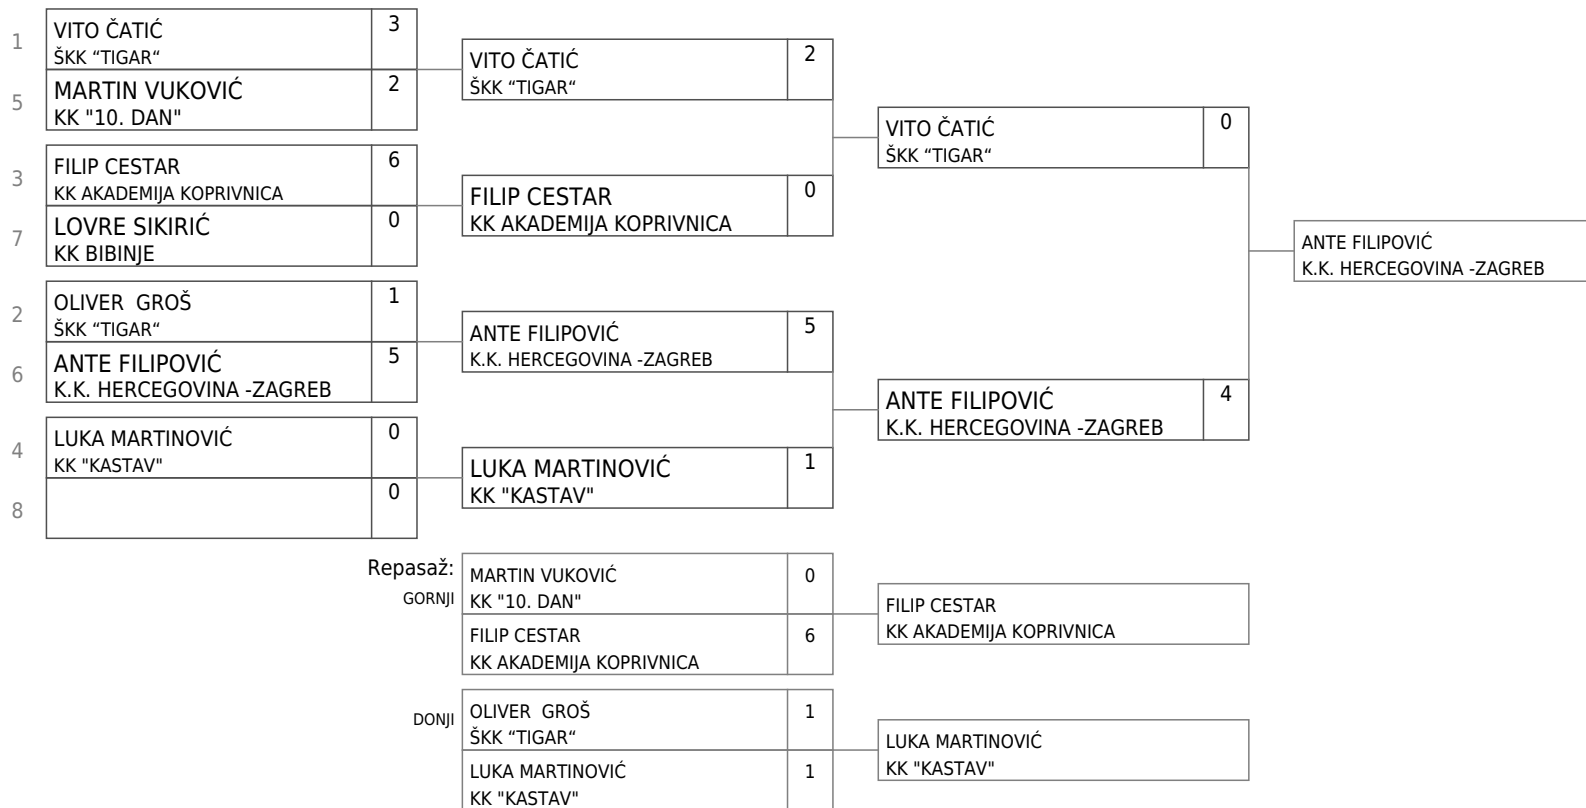 1
VITO ČATIĆ
ŠKK “TIGAR“
3
5
MARTIN VUKOVIĆ
KK "10. DAN"
2
3
FILIP CESTAR
KK AKADEMIJA KOPRIVNICA
6
7
LOVRE SIKIRIĆ
KK BIBINJE
0
2
OLIVER  GROŠ
ŠKK “TIGAR“
1
6
ANTE FILIPOVIĆ
K.K. HERCEGOVINA -ZAGREB
5
4
LUKA MARTINOVIĆ
KK "KASTAV"
0
8
0
VITO ČATIĆ
ŠKK “TIGAR“
2
FILIP CESTAR
KK AKADEMIJA KOPRIVNICA
0
ANTE FILIPOVIĆ
K.K. HERCEGOVINA -ZAGREB
5
LUKA MARTINOVIĆ
KK "KASTAV"
1
VITO ČATIĆ
ŠKK “TIGAR“
0
ANTE FILIPOVIĆ
K.K. HERCEGOVINA -ZAGREB
4
ANTE FILIPOVIĆ
K.K. HERCEGOVINA -ZAGREB
Repasaž:
GORNJI
MARTIN VUKOVIĆ
KK "10. DAN"
0
FILIP CESTAR
KK AKADEMIJA KOPRIVNICA
6
FILIP CESTAR
KK AKADEMIJA KOPRIVNICA
DONJI
OLIVER  GROŠ
ŠKK “TIGAR“
1
LUKA MARTINOVIĆ
KK "KASTAV"
1
LUKA MARTINOVIĆ
KK "KASTAV"